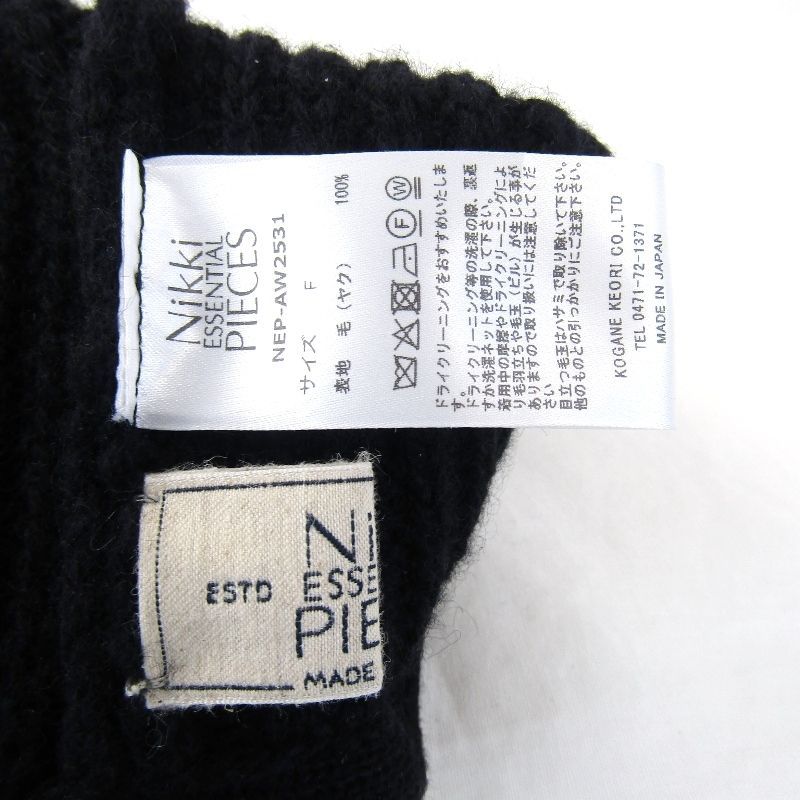 Nikki
ESSENTIAL
PIECES
NEP-AW2531
サイズ F
表地 毛(ヤク) 100%
W
F
ドライクリーニングをおすすめいたしま
す。
ドライクリーニング等の洗濯の際、裏返
すか洗濯ネットを使用して下さい。
着用中の摩擦やドライクリーニングによ
り毛羽立ちや毛玉(ピル)が生じる事が
ありますので取り扱いには注意してくだ
さい
目立つ毛玉はハサミで取り除いて下さい。
他のものとの引っかかりにご注意下さい。
KOGANE KEORI CO.,LTD
TEL 0471-72-1371
MADE IN JAPAN
Ni
ESTD ESSE
PIE
MADE